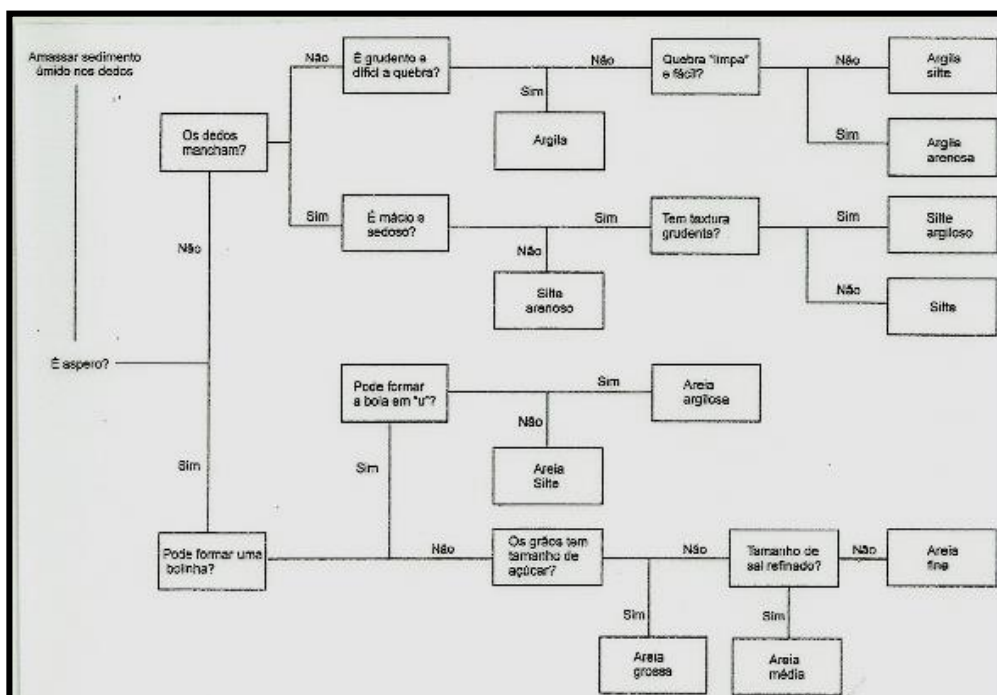 Amassar sedimento
úmido nos dedos
Não
É grudento e
difícl a quebra?
Não
Quebra "limpa"
e fácil?
Não
Argila
silte
Sim
Argila
Sim
Argila
arenosa
Os dedos
mancham?
Sim
É mácio e
sedoso?
Sim
Tem textura
grudenta?
Sim
Silte
argiloso
Não
Não
Silte
arenoso
Não
Silte
É aspero?
Pode formar
a bola em "u"?
Sim
Areia
argilosa
Não
Sim
Sim
Areia
Silte
Pode formar uma
bolinha?
Não
Os grãos tem
tamanho de
açúcar?
Não
Tamanho de
sal refinado?
Não
Areia
fina
Sim
Sim
Areia
grossa
Areia
média